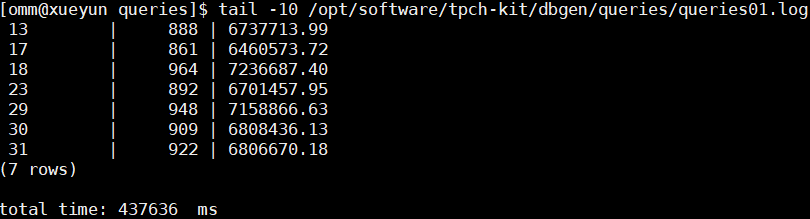 [omm@xueyun queries]$ tail -10 /opt/software/tpch-kit/dbgen/queries/queries01.log
13 | 888 | 6737713.99
17 | 861 | 6460573.72
18 | 964 | 7236687.40
23 | 892 | 6701457.95
29 | 948 | 7158866.63
30 | 909 | 6808436.13
31 | 922 | 6806670.18
(7 rows)
total time: 437636 ms